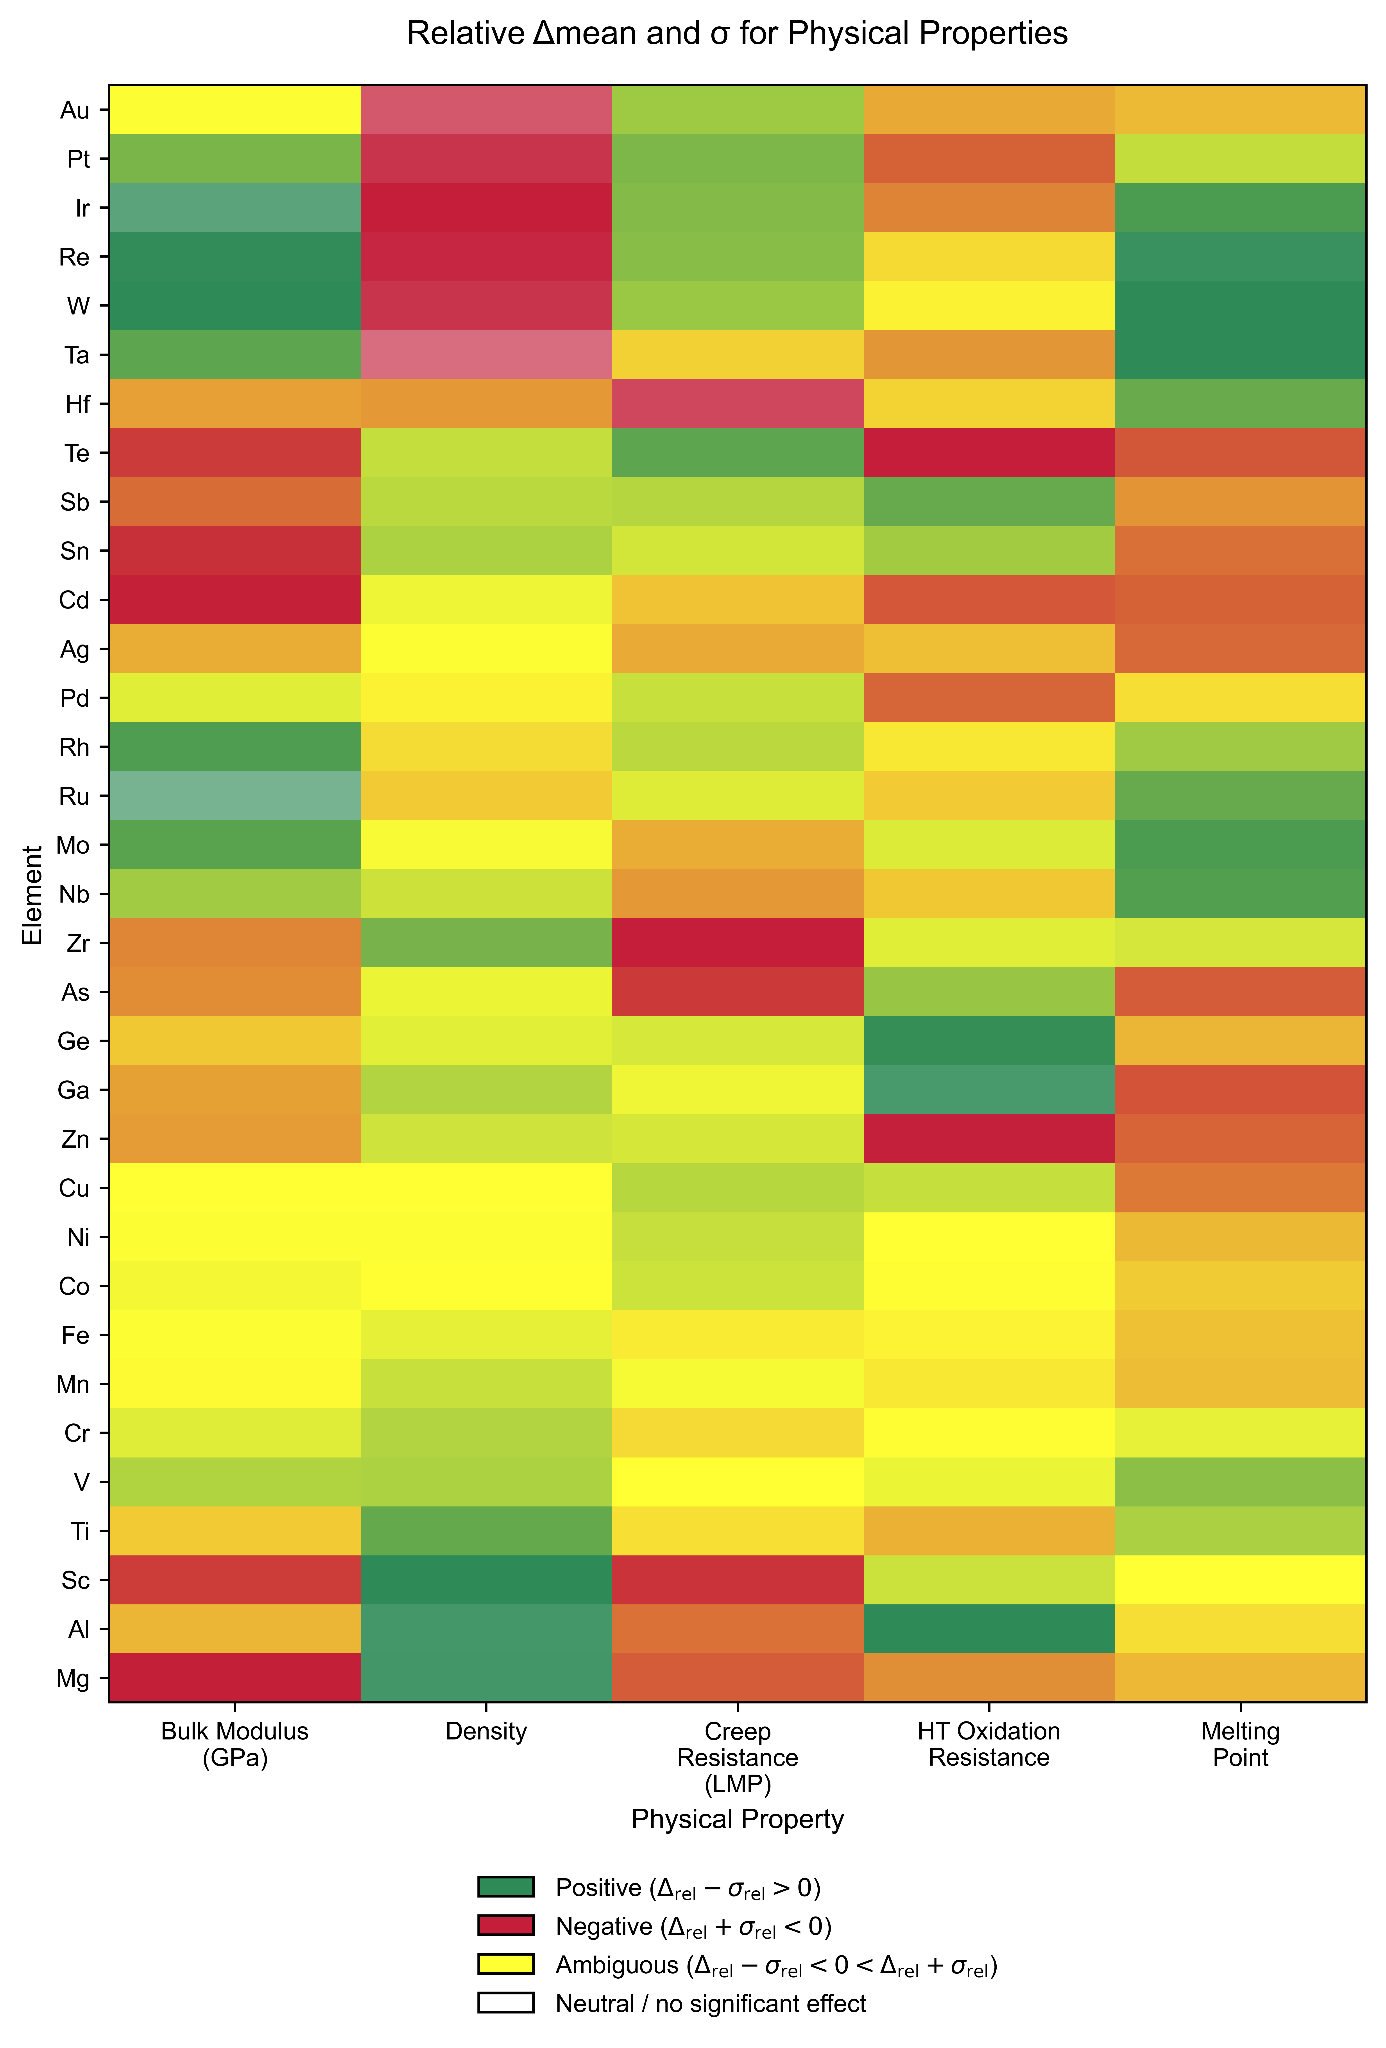 Relative Δmean and σ for Physical Properties
Au
Pt
Ir
Re
W
Ta
Hf
Te
Sb
Sn
Cd
Ag
Pd
Rh
Ru
Mo
Nb
Zr
As
Ge
Ga
Zn
Cu
Ni
Co
Fe
Mn
Cr
V
Ti
Sc
Al
Mg
Element
Bulk Modulus
(GPa)
Density
Creep
Resistance
(LMP)
HT Oxidation
Resistance
Melting
Point
Physical Property
Positive (Δrel − σrel > 0)
Negative (Δrel + σrel < 0)
Ambiguous (Δrel − σrel < 0 < Δrel + σrel)
Neutral / no significant effect